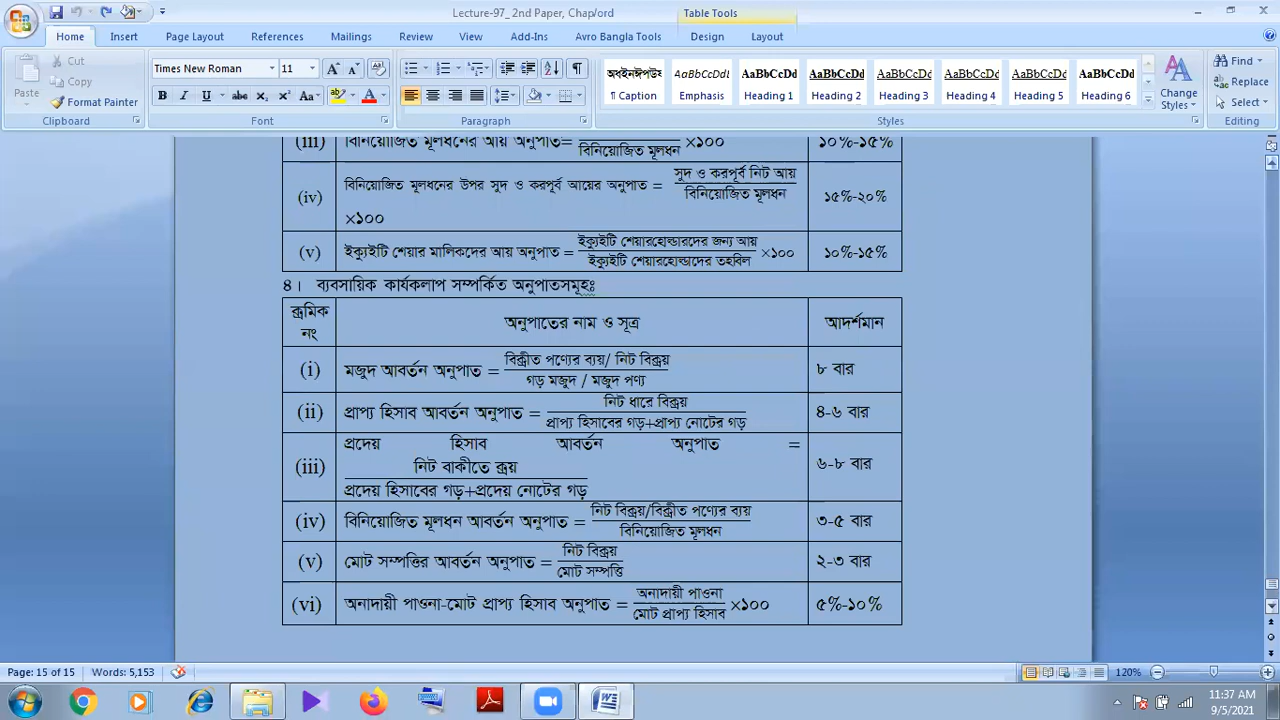 Lecture-97_ 2nd Paper, Chap/ord
Table Tools
Home Insert Page Layout References Mailings Review View Add-Ins Avro Bangla Tools Design Layout
Paste
Cut
Copy
Format Painter
Clipboard
Times New Roman 11
Font
Paragraph
অআইঈউঊ AaBbCcDd AaBbCcDd AaBbCcDd AaBbCcDd AaBbCcDd AaBbCcDd AaBbCcDd
¶ Caption Emphasis Heading 1 Heading 2 Heading 3 Heading 4 Heading 5 Heading 6
Change Styles
Styles
Find
Replace
Select
Editing
(iii) বিনিয়োজিত মূলধনের আয় অনুপাত= বিনিয়োজিত মূলধন ×১০০ ১০%-১৫%
(iv) বিনিয়োজিত মূলধনের উপর সুদ ও করপূর্ব আয়ের অনুপাত = সুদ ও করপূর্ব নিট আয় / বিনিয়োজিত মূলধন ×১০০ ১৫%-২০%
(v) ইক্যুইটি শেয়ার মালিকদের আয় অনুপাত = ইক্যুইটি শেয়ারহোল্ডারদের জন্য আয় / ইক্যুইটি শেয়ারহোল্ডাদের তহবিল ×১০০ ১০%-১৫%
৪। ব্যবসায়িক কার্যকলাপ সম্পর্কিত অনুপাতসমূহঃ
ক্রমিক নং অনুপাতের নাম ও সূত্র আদর্শমান
(i) মজুদ আবর্তন অনুপাত = বিক্রীত পণ্যের ব্যয়/ নিট বিক্রয় / গড় মজুদ / মজুদ পণ্য ৮ বার
(ii) প্রাপ্য হিসাব আবর্তন অনুপাত = নিট ধারে বিক্রয় / প্রাপ্য হিসাবের গড়+প্রাপ্য নোটের গড় ৪-৬ বার
(iii) প্রদেয় হিসাব আবর্তন অনুপাত = নিট বাকীতে ক্রয় / প্রদেয় হিসাবের গড়+প্রদেয় নোটের গড় ৬-৮ বার
(iv) বিনিয়োজিত মূলধন আবর্তন অনুপাত = নিট বিক্রয়/বিক্রীত পণ্যের ব্যয় / বিনিয়োজিত মূলধন ৩-৫ বার
(v) মোট সম্পত্তির আবর্তন অনুপাত = নিট বিক্রয় / মোট সম্পত্তি ২-৩ বার
(vi) অনাদায়ী পাওনা-মোট প্রাপ্য হিসাব অনুপাত = অনাদায়ী পাওনা / মোট প্রাপ্য হিসাব ×১০০ ৫%-১০%
Page: 15 of 15 Words: 5,153 120%
11:37 AM
9/5/2021